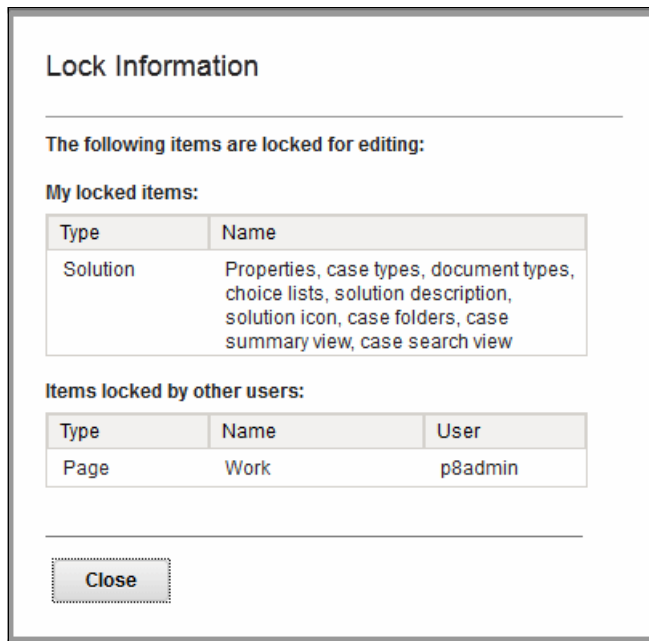 Lock Information
The following items are locked for editing:
My locked items:
Type Name
Solution Properties, case types, document types,
choice lists, solution description,
solution icon, case folders, case
summary view, case search view
Items locked by other users:
Type Name User
Page Work p8admin
Close